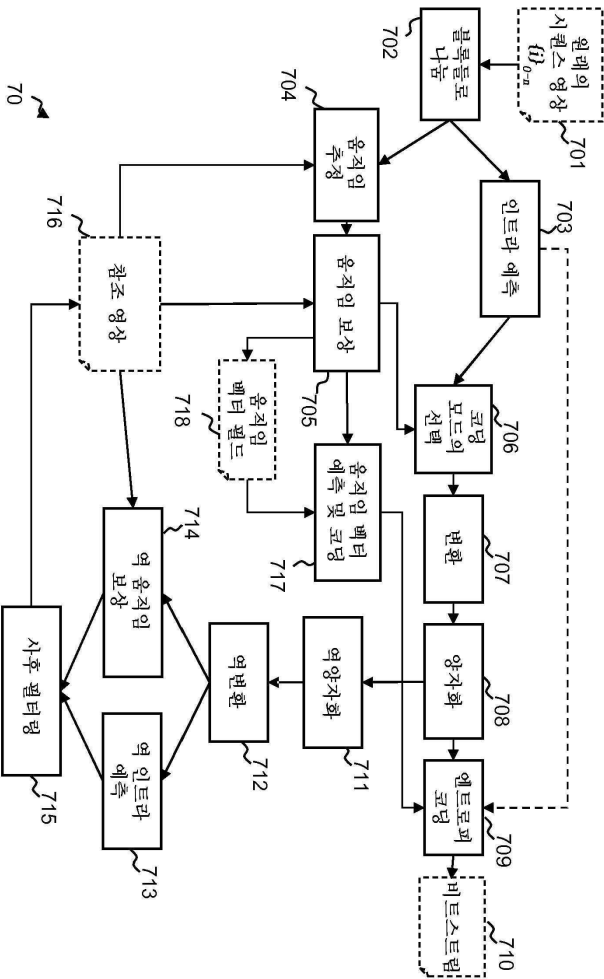 원래의
시퀀스 영상
{i}0-n
701
블록들로
나눔
702
인트라 예측
703
움직임
추정
704
움직임 보상
705
코딩
모드의
선택
706
변환
707
양자화
708
엔트로피
코딩
709
비트스트림
710
움직임 벡터
예측 및 코딩
717
움직임
벡터 필드
718
참조 영상
716
역양자화
711
역변환
712
역 움직임
보상
714
역 인트라
예측
713
사후 필터링
715
70